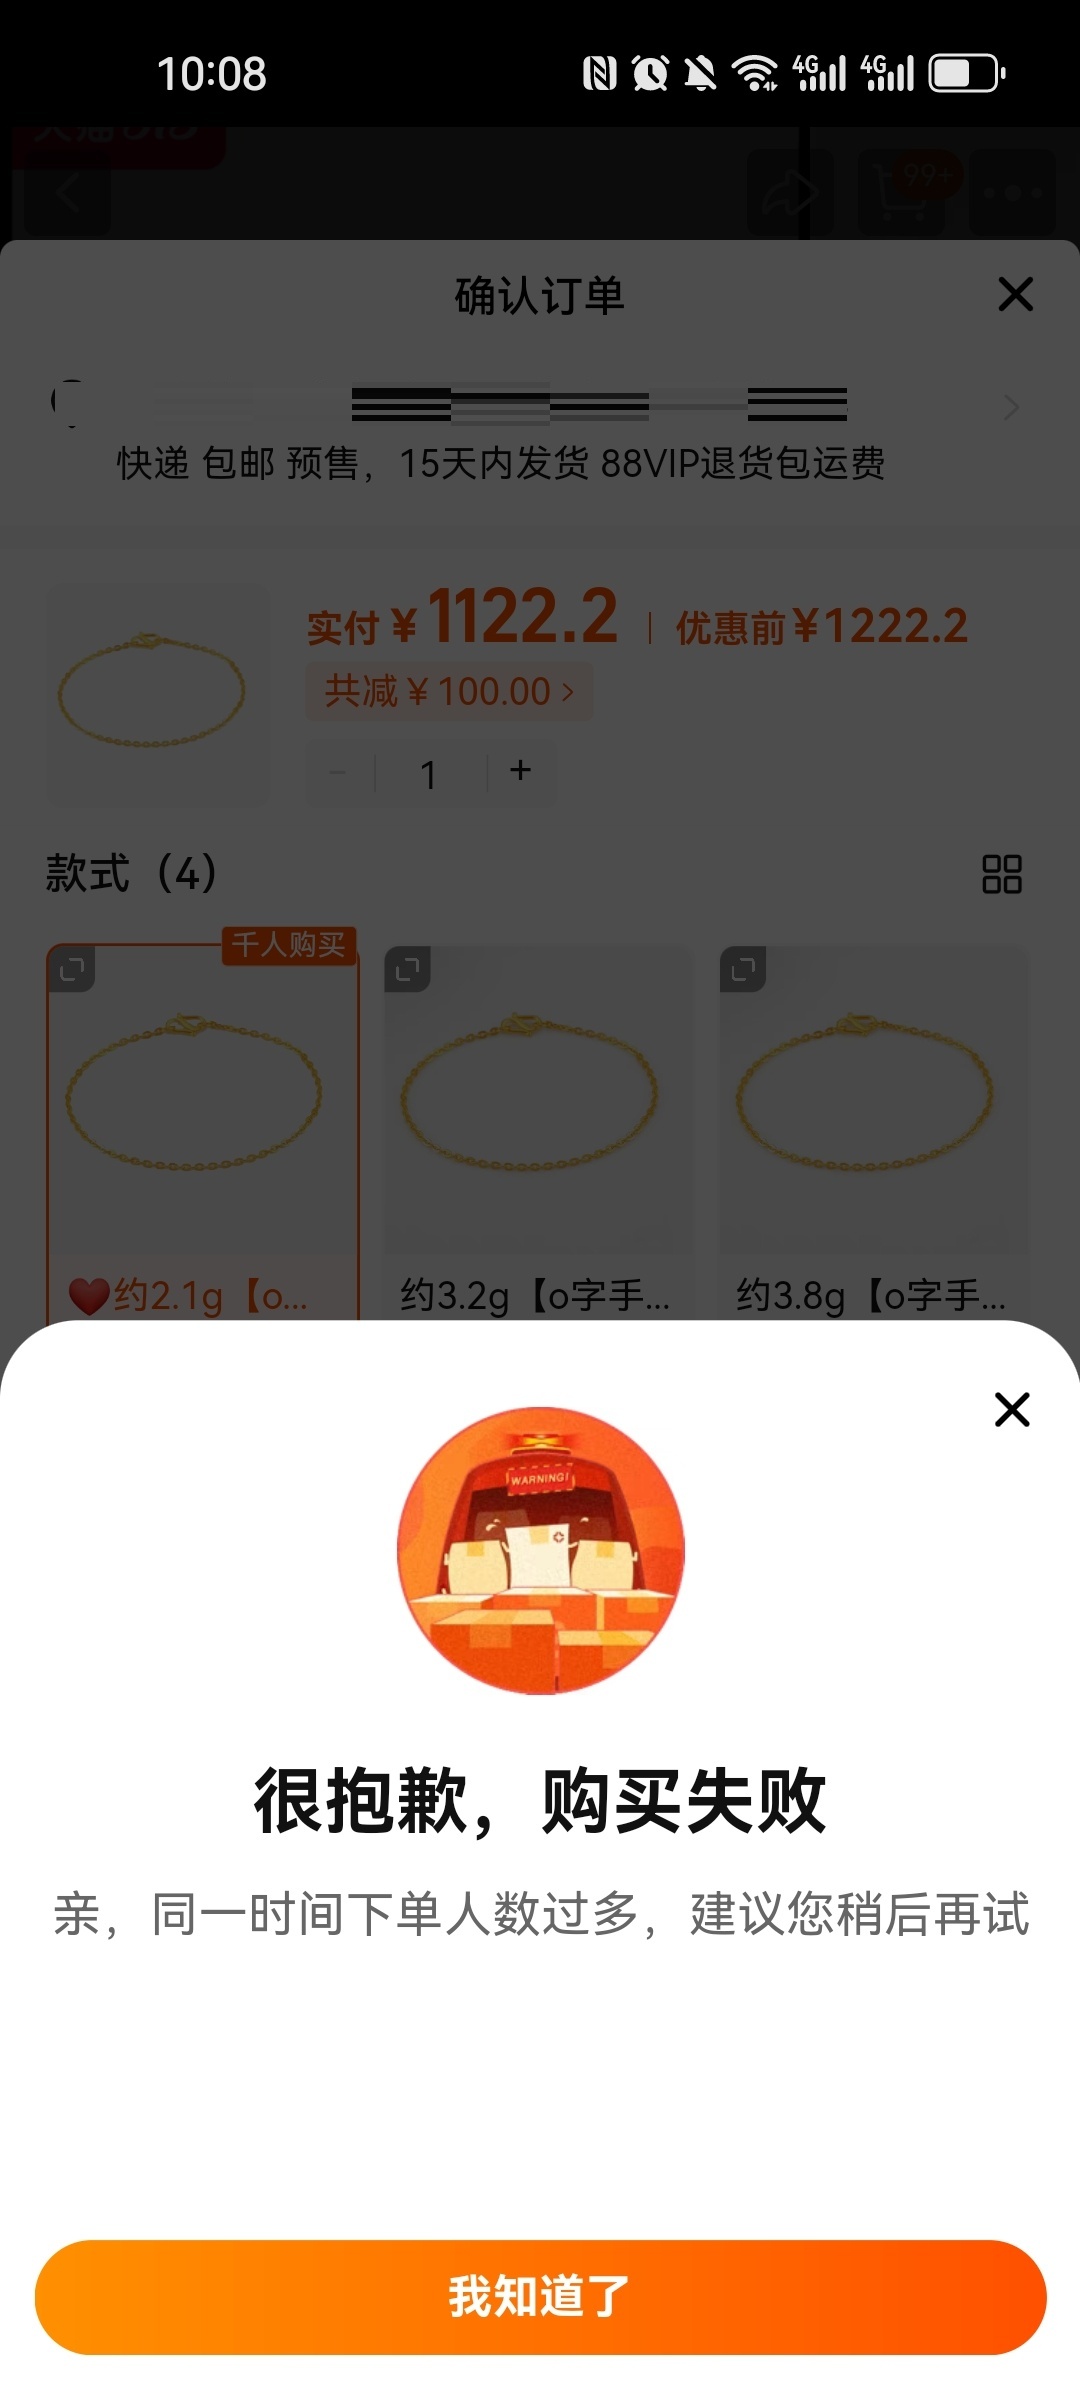 10:08
4G 4G
99+
确认订单
快递 包邮 预售，15天内发货 88VIP退货包运费
实付￥1122.2 | 优惠前￥1222.2
共减￥100.00 >
− 1 +
款式（4）
千人购买
❤️约2.1g【o...
约3.2g【o字手...
约3.8g【o字手...
WARNING!
很抱歉，购买失败
亲，同一时间下单人数过多，建议您稍后再试
我知道了